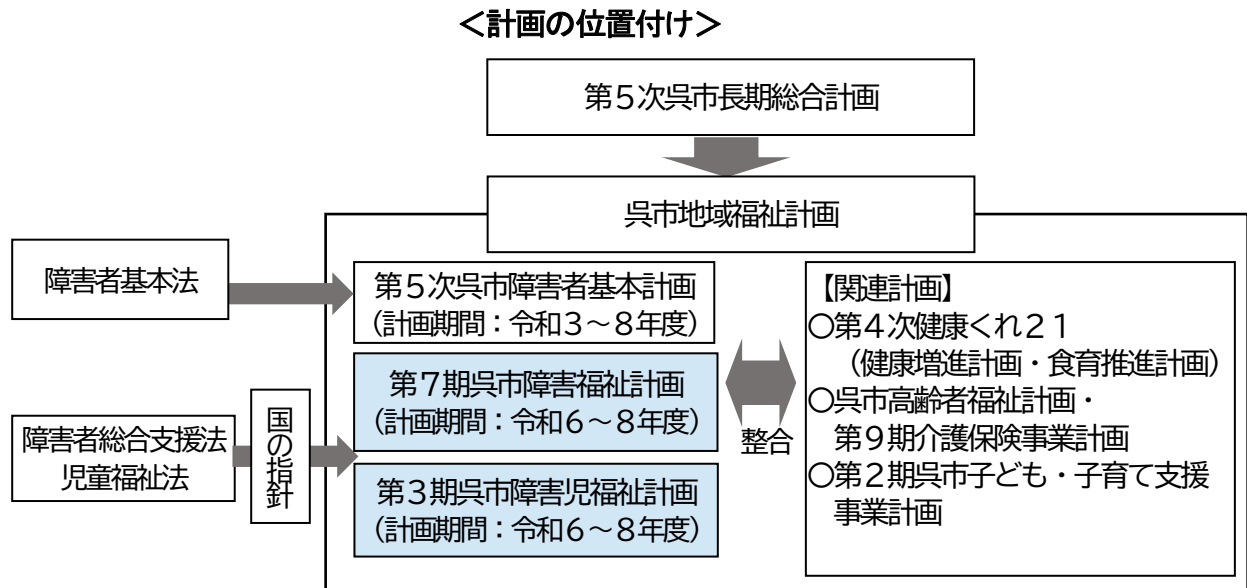 ＜計画の位置付け＞
第５次呉市長期総合計画
呉市地域福祉計画
障害者基本法
第５次呉市障害者基本計画
（計画期間：令和３～８年度）
第７期呉市障害福祉計画
（計画期間：令和６～８年度）
障害者総合支援法
児童福祉法
国の指針
第３期呉市障害児福祉計画
（計画期間：令和６～８年度）
整合
【関連計画】
〇第４次健康くれ２１
（健康増進計画・食育推進計画）
〇呉市高齢者福祉計画・
第９期介護保険事業計画
〇第２期呉市子ども・子育て支援
事業計画